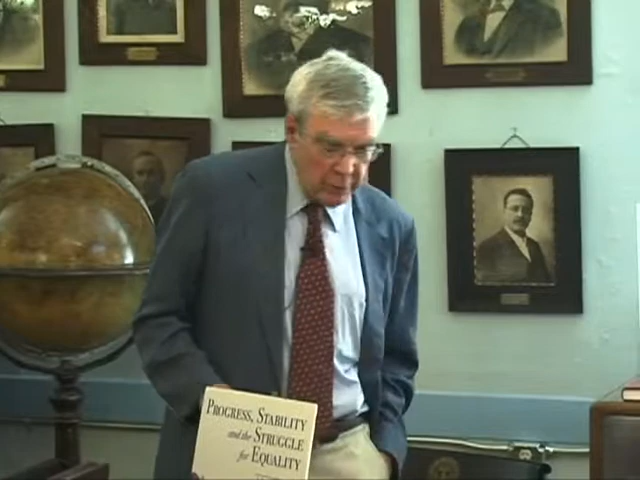 PROGRESS, STABILITY
and the STRUGGLE
for EQUALITY